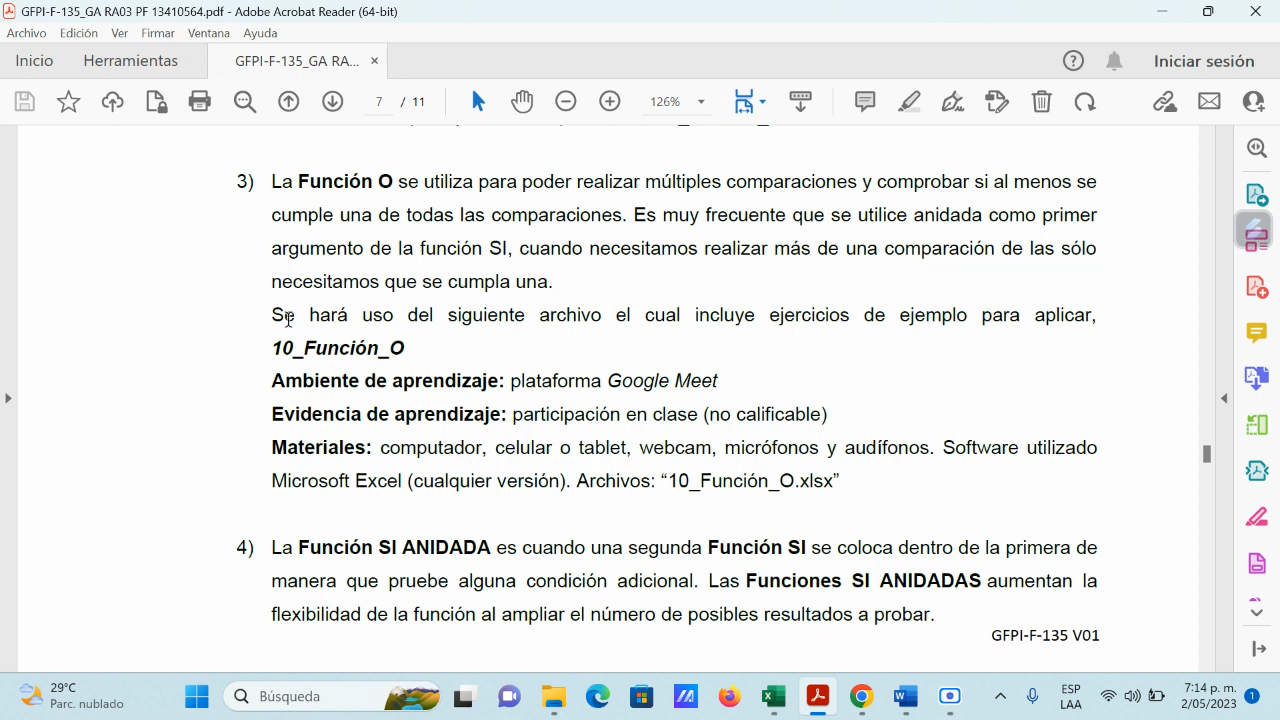 GFPI-F-135_GA RA03 PF 13410564.pdf - Adobe Acrobat Reader (64-bit)
Archivo Edición Ver Firmar Ventana Ayuda
Inicio Herramientas GFPI-F-135_GA RA... × Iniciar sesión
7 / 11 126%
3) La Función O se utiliza para poder realizar múltiples comparaciones y comprobar si al menos se
cumple una de todas las comparaciones. Es muy frecuente que se utilice anidada como primer
argumento de la función SI, cuando necesitamos realizar más de una comparación de las sólo
necesitamos que se cumpla una.
Se hará uso del siguiente archivo el cual incluye ejercicios de ejemplo para aplicar,
10_Función_O
Ambiente de aprendizaje: plataforma Google Meet
Evidencia de aprendizaje: participación en clase (no calificable)
Materiales: computador, celular o tablet, webcam, micrófonos y audífonos. Software utilizado
Microsoft Excel (cualquier versión). Archivos: “10_Función_O.xlsx”
4) La Función SI ANIDADA es cuando una segunda Función SI se coloca dentro de la primera de
manera que pruebe alguna condición adicional. Las Funciones SI ANIDADAS aumentan la
flexibilidad de la función al ampliar el número de posibles resultados a probar.
GFPI-F-135 V01
29°C
Parc. nublado
Búsqueda
ESP
LAA
7:14 p. m.
2/05/2023
1